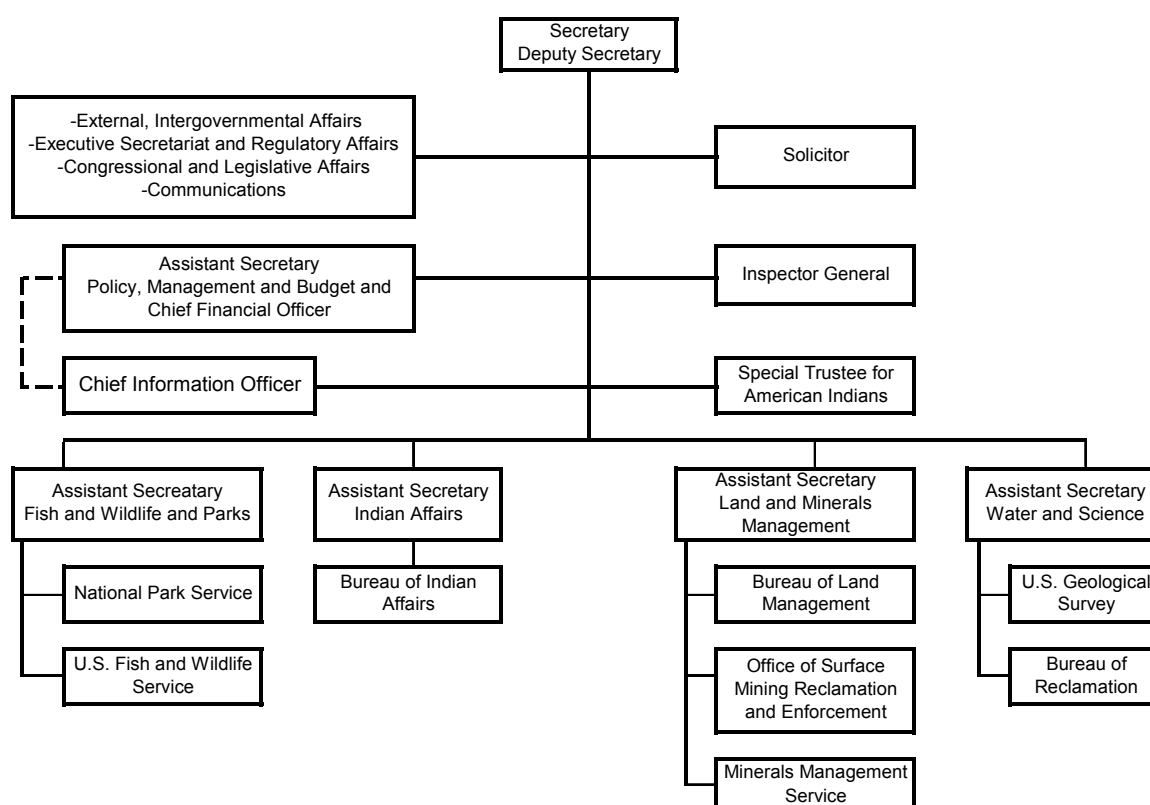 Secretary
Deputy Secretary
-External, Intergovernmental Affairs
-Executive Secretariat and Regulatory Affairs
-Congressional and Legislative Affairs
-Communications
Solicitor
Assistant Secretary
Policy, Management and Budget and
Chief Financial Officer
Inspector General
Chief Information Officer
Special Trustee for
American Indians
Assistant Secreatary
Fish and Wildlife and Parks
Assistant Secretary
Indian Affairs
Assistant Secretary
Land and Minerals
Management
Assistant Secretary
Water and Science
National Park Service
U.S. Fish and Wildlife
Service
Bureau of Indian
Affairs
Bureau of Land
Management
Office of Surface
Mining Reclamation
and Enforcement
Minerals Management
Service
U.S. Geological
Survey
Bureau of
Reclamation